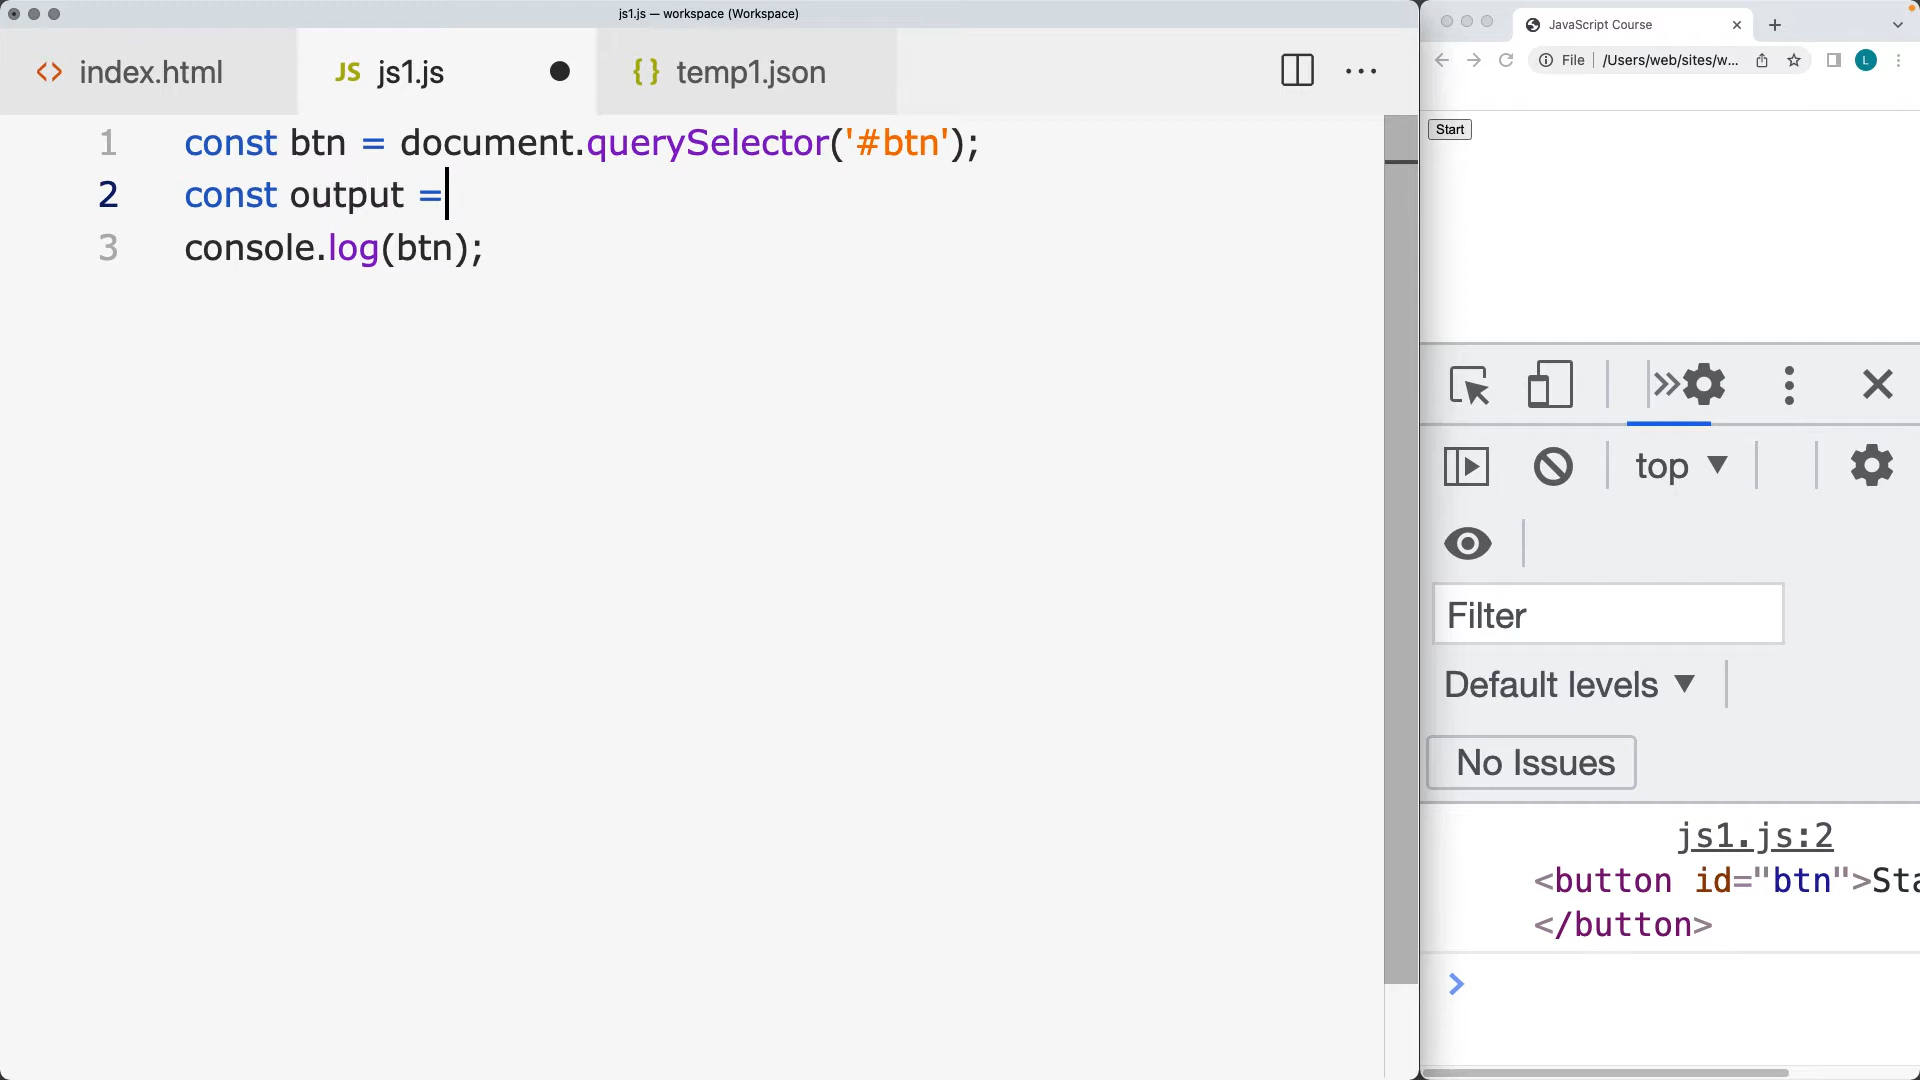 js1.js — workspace (Workspace)
index.html
JS js1.js
{} temp1.json
1 const btn = document.querySelector('#btn');
2 const output =
3 console.log(btn);
JavaScript Course
File /Users/web/sites/w...
L
Start
top
Filter
Default levels
No Issues
js1.js:2
<button id="btn">Sta
</button>